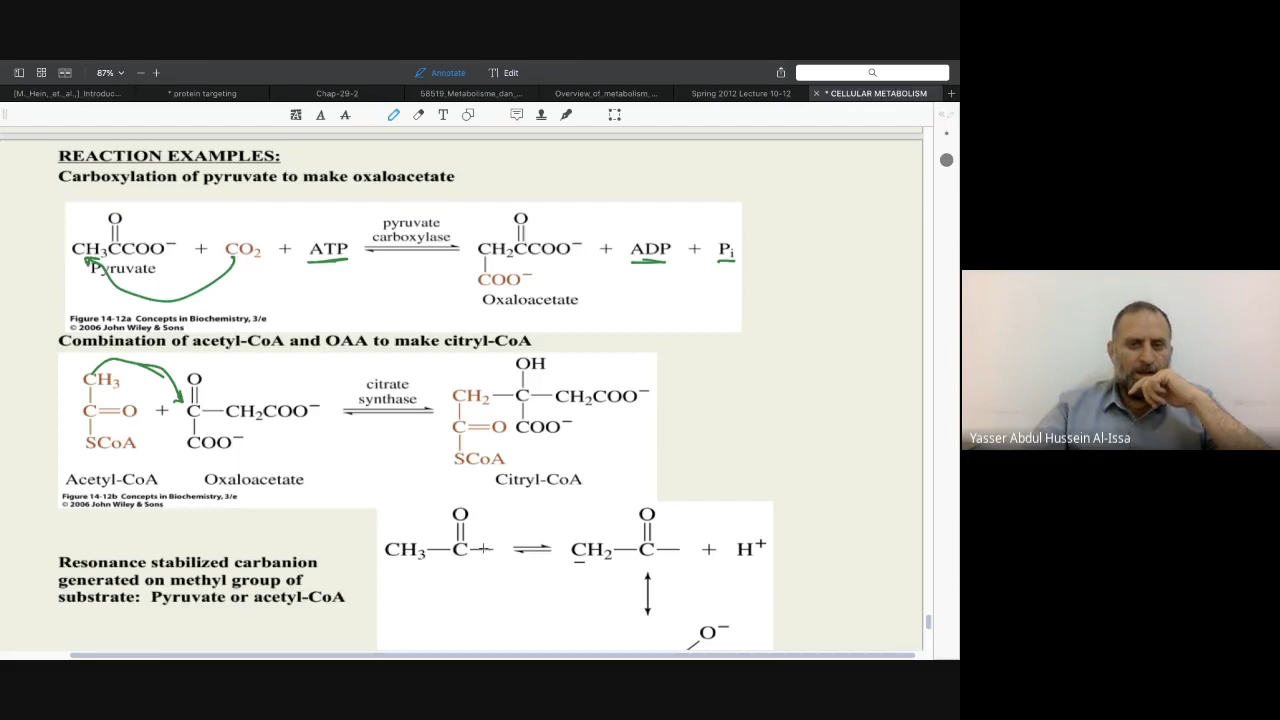 87%
Annotate
Edit
[M._Hein,_et._al.,]_Introduc...
* protein targeting
Chap-29-2
58519_Metabolisme_dan_...
Overview_of_metabolism_...
Spring 2012 Lecture 10-12
* CELLULAR METABOLISM
REACTION EXAMPLES:
Carboxylation of pyruvate to make oxaloacetate
O
CH₃CCOO⁻ + CO₂ + ATP
Pyruvate
pyruvate
carboxylase
O
CH₂CCOO⁻ + ADP + Pᵢ
COO⁻
Oxaloacetate
Figure 14-12a Concepts in Biochemistry, 3/e
© 2006 John Wiley & Sons
Combination of acetyl-CoA and OAA to make citryl-CoA
CH₃
C=O
SCoA
Acetyl-CoA
+
O
C—CH₂COO⁻
COO⁻
Oxaloacetate
citrate
synthase
OH
CH₂—C—CH₂COO⁻
C=O COO⁻
SCoA
Citryl-CoA
Figure 14-12b Concepts in Biochemistry, 3/e
© 2006 John Wiley & Sons
Resonance stabilized carbanion
generated on methyl group of
substrate: Pyruvate or acetyl-CoA
O O
CH₃—C— ⇌ CH₂—C— + H⁺
O⁻
Yasser Abdul Hussein Al-Issa